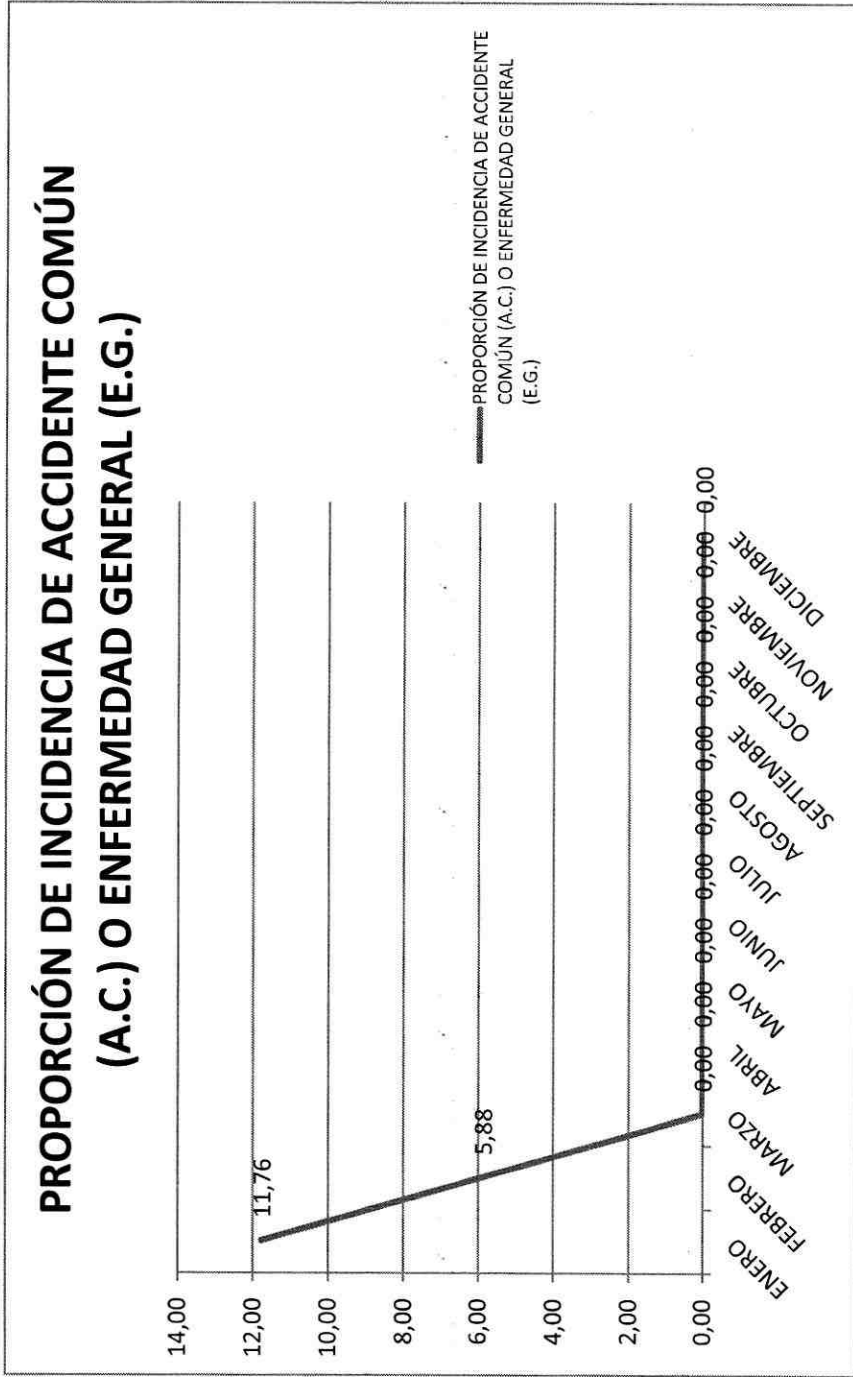 PROPORCIÓN DE INCIDENCIA DE ACCIDENTE COMÚN
(A.C.) O ENFERMEDAD GENERAL (E.G.)
14,00
12,00
10,00
8,00
6,00
4,00
2,00
0,00
11,76
5,88
0,00
0,00
0,00
0,00
0,00
0,00
0,00
0,00
0,00
0,00
ENERO
FEBRERO
MARZO
ABRIL
MAYO
JUNIO
JULIO
AGOSTO
SEPTIEMBRE
OCTUBRE
NOVIEMBRE
DICIEMBRE
PROPORCIÓN DE INCIDENCIA DE ACCIDENTE
COMÚN (A.C.) O ENFERMEDAD GENERAL
(E.G.)